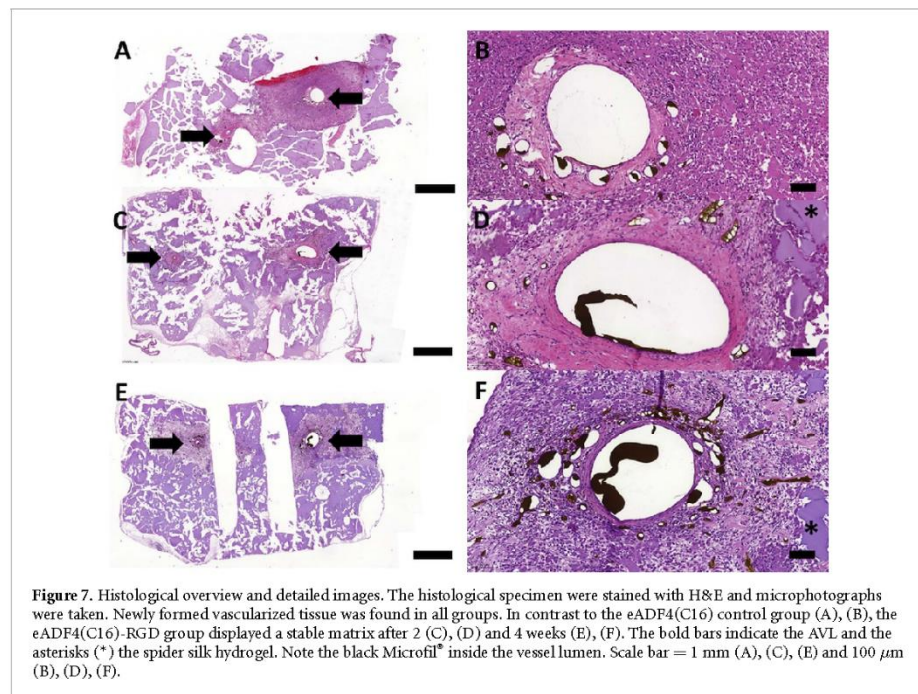 A
B
C
D
*
E
F
*
Figure 7. Histological overview and detailed images. The histological specimen were stained with H&E and microphotographs
were taken. Newly formed vascularized tissue was found in all groups. In contrast to the eADF4(C16) control group (A), (B), the
eADF4(C16)-RGD group displayed a stable matrix after 2 (C), (D) and 4 weeks (E), (F). The bold bars indicate the AVL and the
asterisks (*) the spider silk hydrogel. Note the black Microfil® inside the vessel lumen. Scale bar = 1 mm (A), (C), (E) and 100 μm
(B), (D), (F).